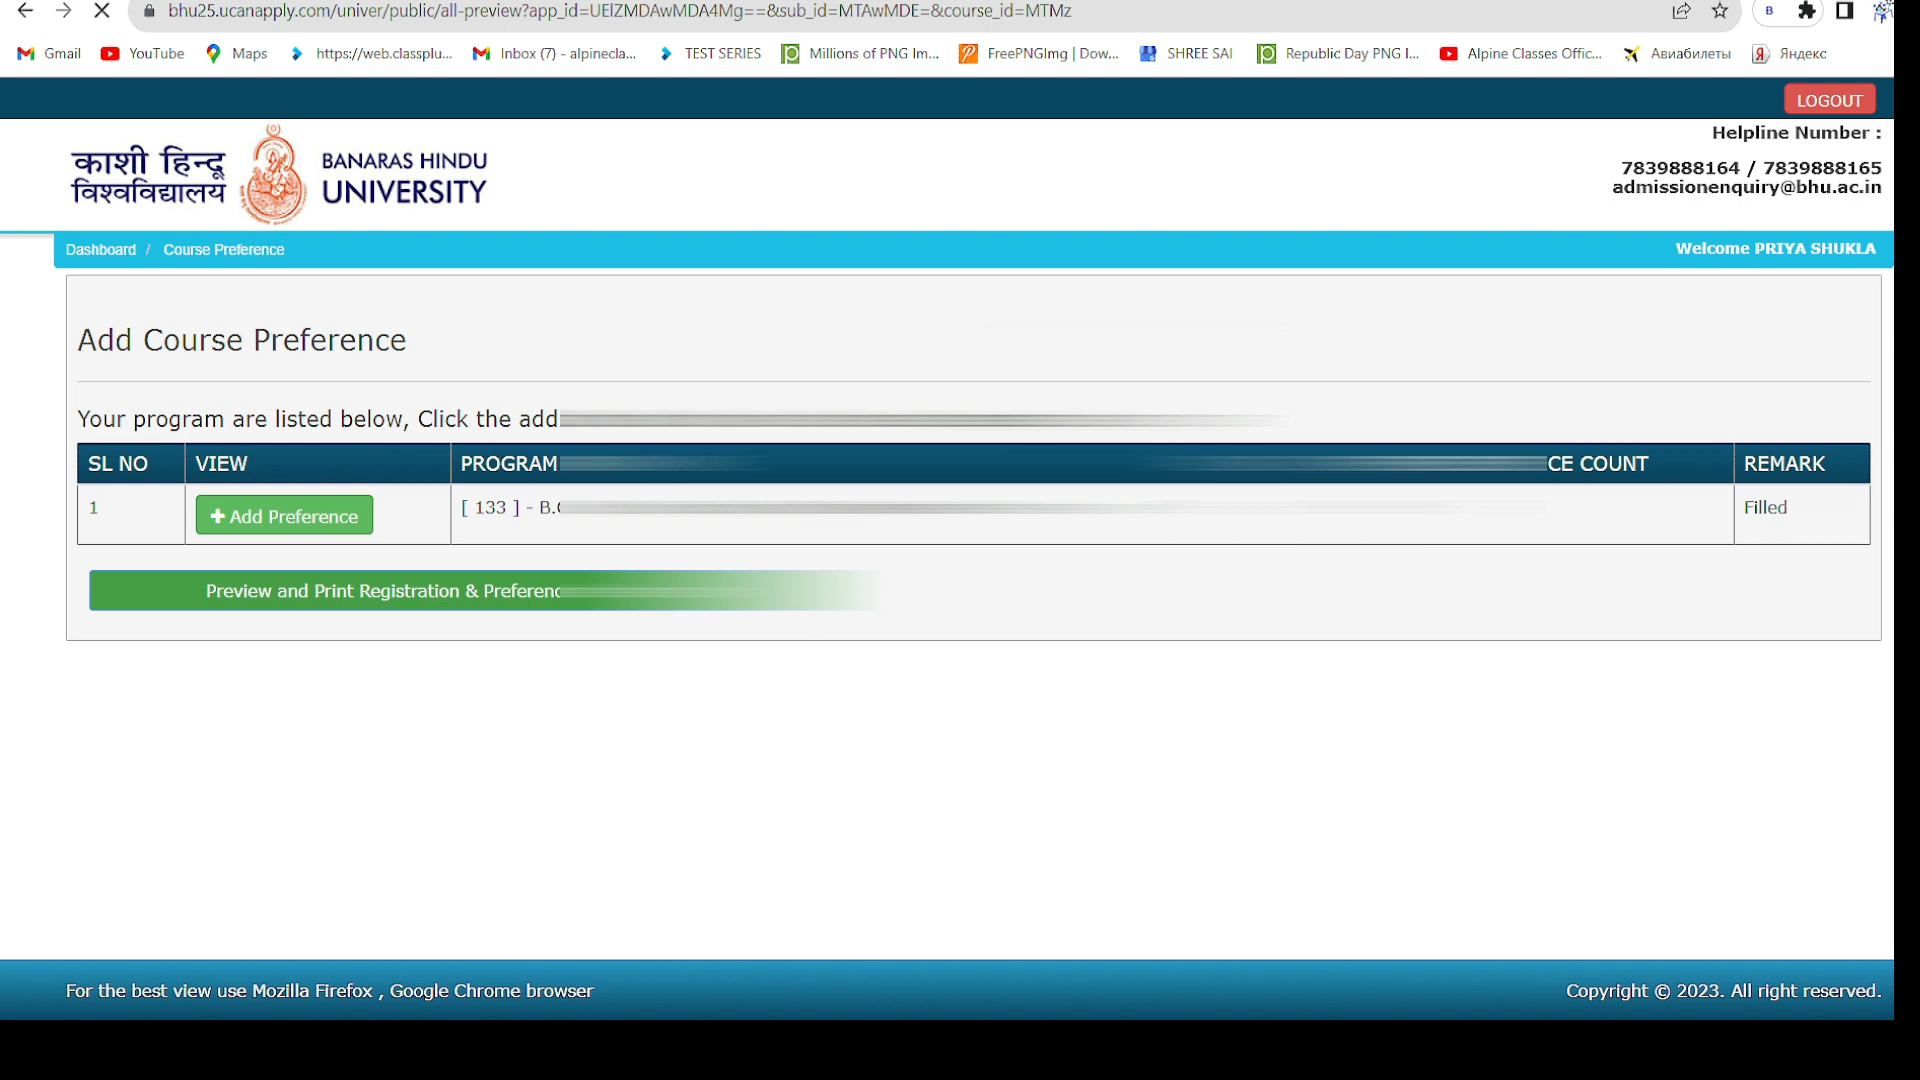 bhu25.ucanapply.com/univer/public/all-preview?app_id=UElZMDAwMDA4Mg==&sub_id=MTAwMDE=&course_id=MTMz
B
Gmail YouTube Maps https://web.classplu... Inbox (7) - alpinecla... TEST SERIES Millions of PNG Im... FreePNGImg | Dow... SHREE SAI Republic Day PNG I... Alpine Classes Offic... Авиабилеты Яндекс
LOGOUT
Helpline Number :
7839888164 / 7839888165
admissionenquiry@bhu.ac.in
काशी हिन्दू
विश्वविद्यालय
BANARAS HINDU
UNIVERSITY
Dashboard / Course Preference
Welcome PRIYA SHUKLA
Add Course Preference
Your program are listed below, Click the add
SL NO VIEW PROGRAM CE COUNT REMARK
1 + Add Preference [ 133 ] - B. Filled
Preview and Print Registration & Preferenc
For the best view use Mozilla Firefox , Google Chrome browser
Copyright © 2023. All right reserved.